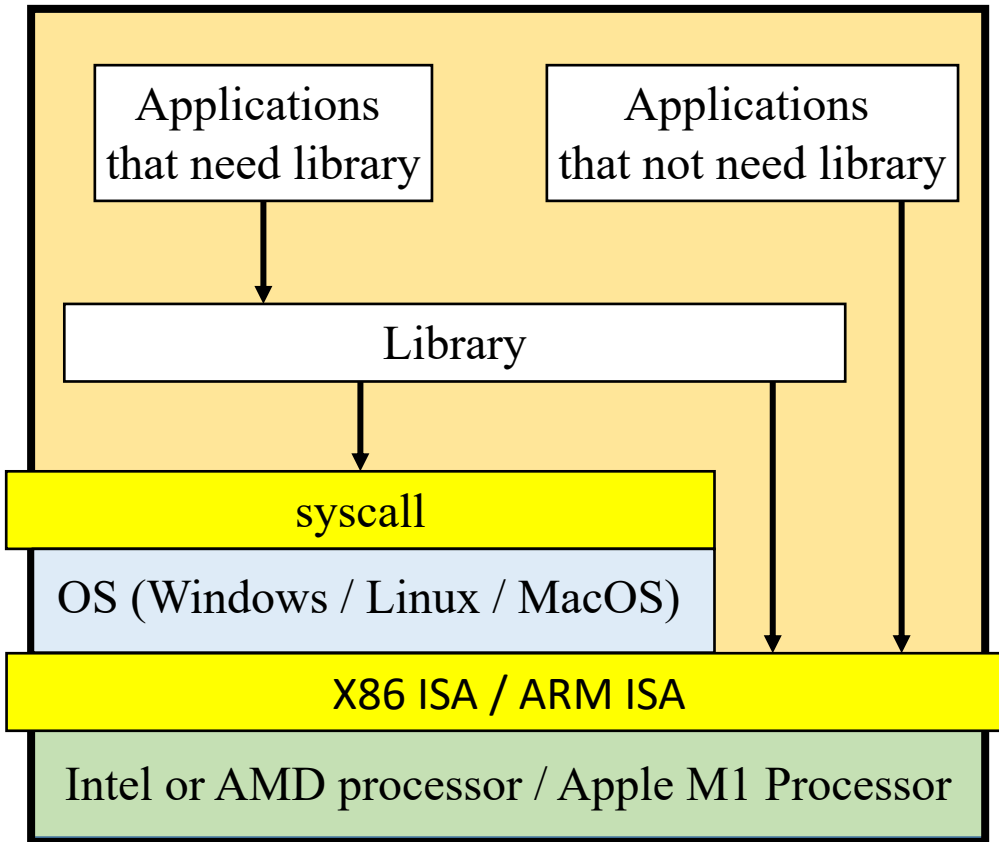 Applications
that need library
Applications
that not need library
Library
syscall
OS (Windows / Linux / MacOS)
X86 ISA / ARM ISA
Intel or AMD processor / Apple M1 Processor